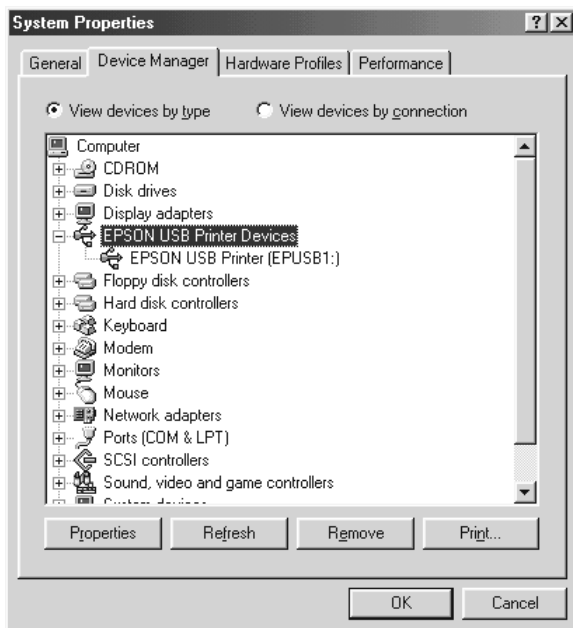 System Properties
General Device Manager Hardware Profiles Performance
View devices by type View devices by connection
Computer
CDROM
Disk drives
Display adapters
EPSON USB Printer Devices
EPSON USB Printer (EPUSB1:)
Floppy disk controllers
Hard disk controllers
Keyboard
Modem
Monitors
Mouse
Network adapters
Ports (COM & LPT)
SCSI controllers
Sound, video and game controllers
System devices
Properties Refresh Remove Print...
OK Cancel